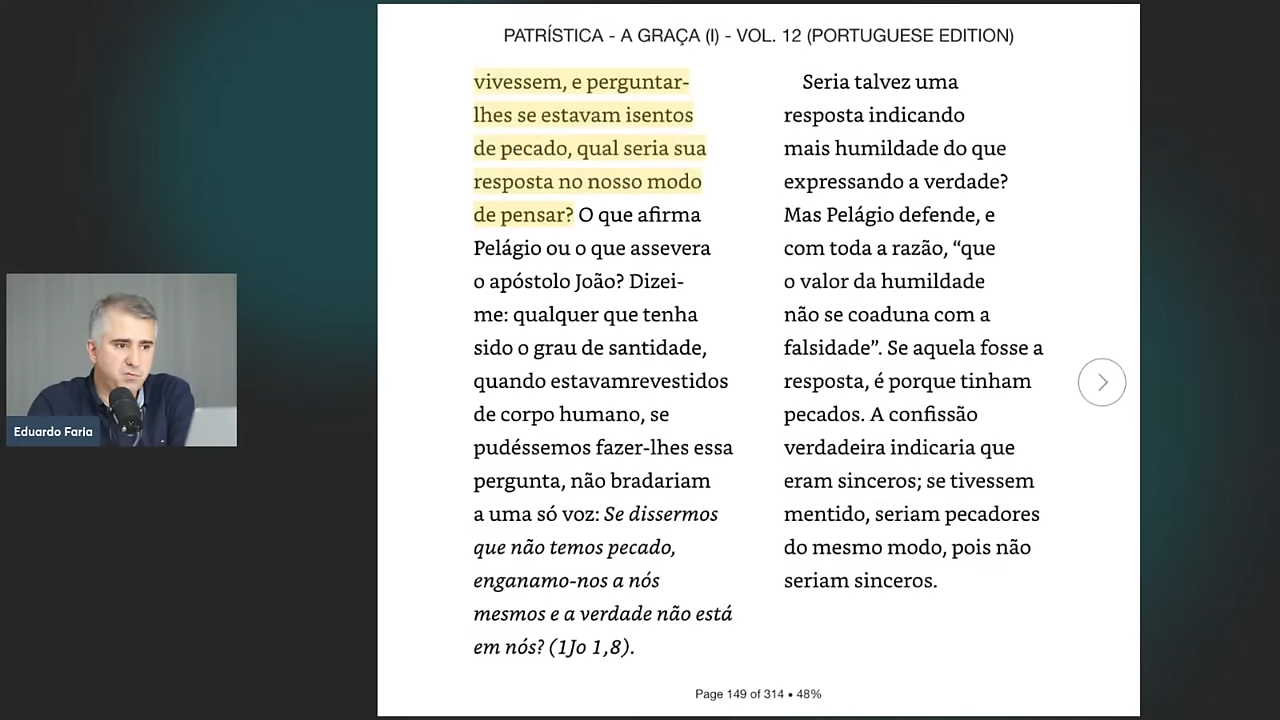 PATRÍSTICA - A GRAÇA (I) - VOL. 12 (PORTUGUESE EDITION)
vivessem, e perguntar-
lhes se estavam isentos
de pecado, qual seria sua
resposta no nosso modo
de pensar? O que afirma
Pelágio ou o que assevera
o apóstolo João? Dizei-
me: qualquer que tenha
sido o grau de santidade,
quando estavamrevestidos
de corpo humano, se
pudéssemos fazer-lhes essa
pergunta, não bradariam
a uma só voz: Se dissermos
que não temos pecado,
enganamo-nos a nós
mesmos e a verdade não está
em nós? (1Jo 1,8).
Seria talvez uma
resposta indicando
mais humildade do que
expressando a verdade?
Mas Pelágio defende, e
com toda a razão, “que
o valor da humildade
não se coaduna com a
falsidade”. Se aquela fosse a
resposta, é porque tinham
pecados. A confissão
verdadeira indicaria que
eram sinceros; se tivessem
mentido, seriam pecadores
do mesmo modo, pois não
seriam sinceros.
Page 149 of 314 • 48%
Eduardo Faria